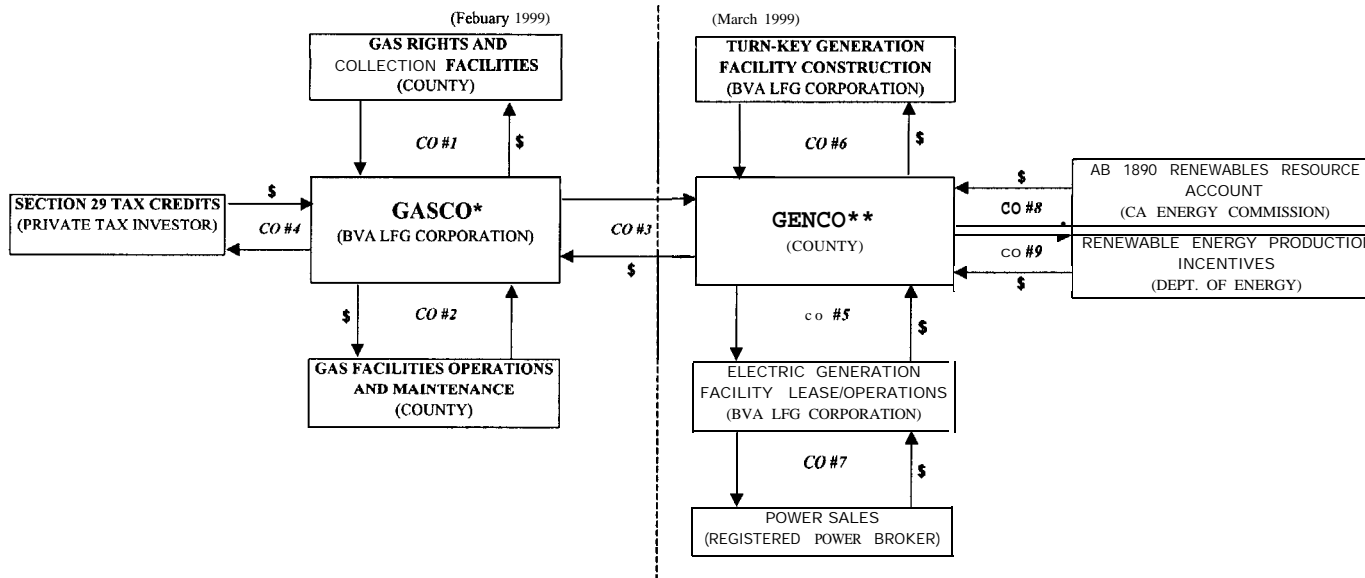 (Febuary 1999)
GAS RIGHTS AND
COLLECTION FACILITIES
(COUNTY)
CO #1
$
SECTION 29 TAX CREDITS
(PRIVATE TAX INVESTOR)
$
CO #4
GASCO*
(BVA LFG CORPORATION)
CO #3
$
$
CO #2
GAS FACILITIES OPERATIONS
AND MAINTENANCE
(COUNTY)
(March 1999)
TURN-KEY GENERATION
FACILITY CONSTRUCTION
(BVA LFG CORPORATION)
CO #6
$
GENCO**
(COUNTY)
$
CO #8
AB 1890 RENEWABLES RESOURCE
ACCOUNT
(CA ENERGY COMMISSION)
co #9
$
RENEWABLE ENERGY PRODUCTION
INCENTIVES
(DEPT. OF ENERGY)
co #5
$
ELECTRIC GENERATION
FACILITY LEASE/OPERATIONS
(BVA LFG CORPORATION)
CO #7
$
POWER SALES
(REGISTERED POWER BROKER)